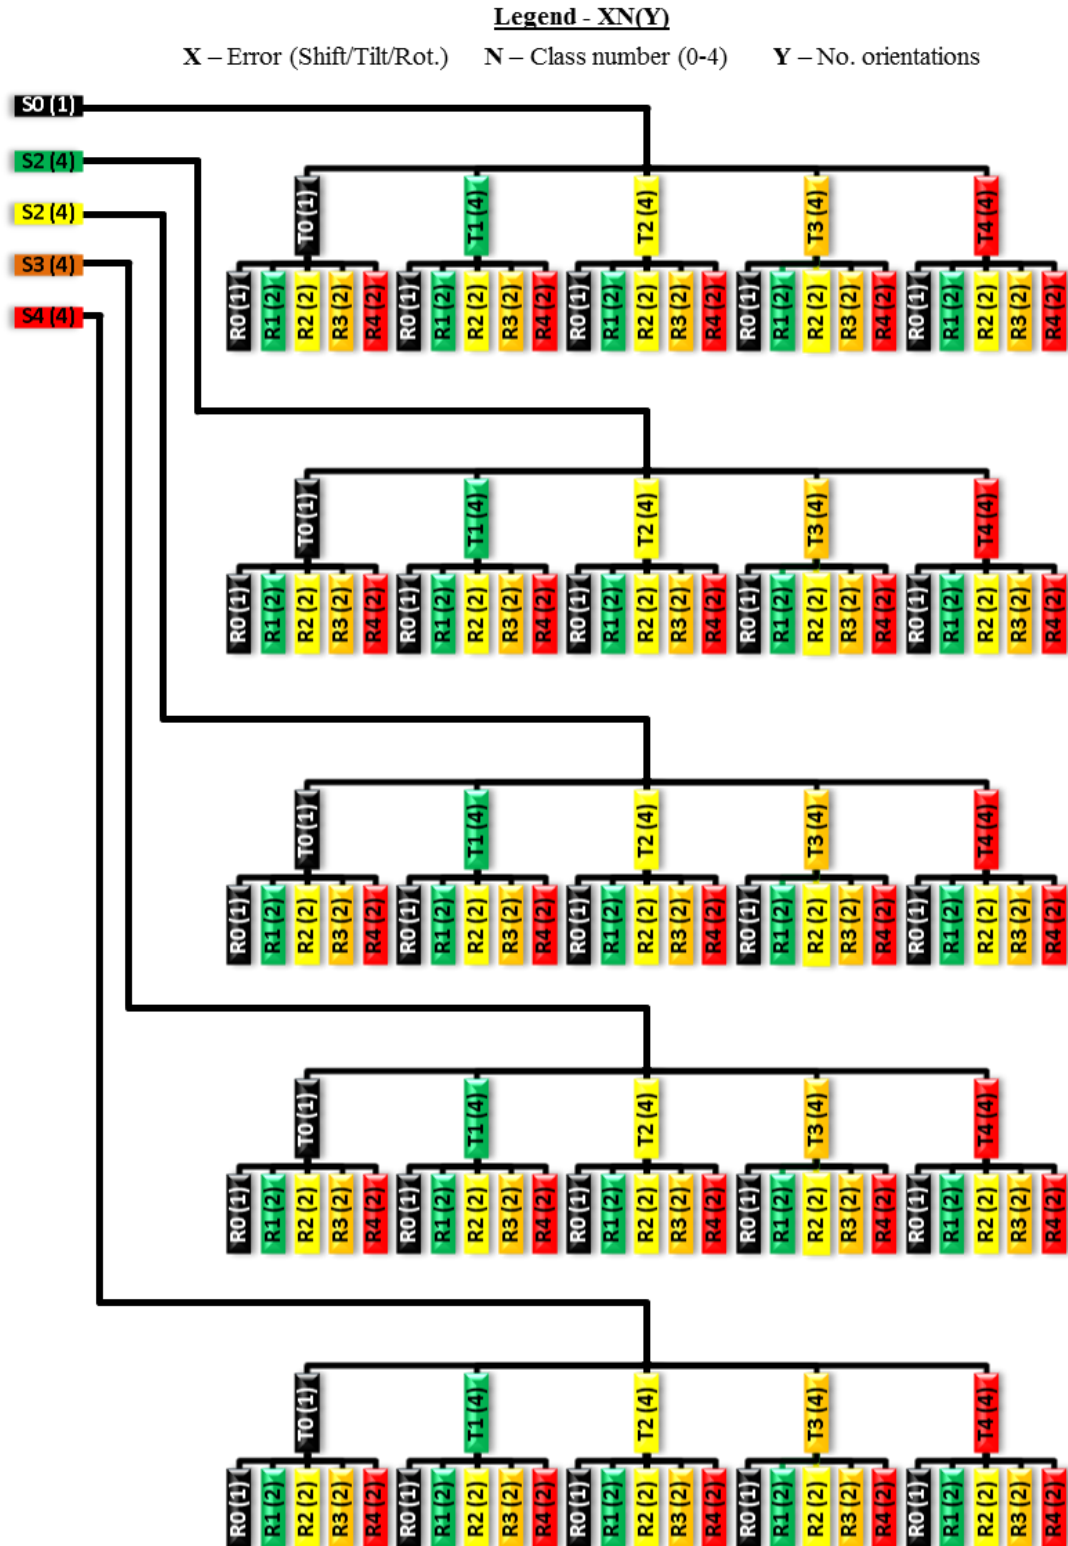 Legend - XN(Y)
X – Error (Shift/Tilt/Rot.) N – Class number (0-4) Y – No. orientations
S0 (1)
S2 (4)
S2 (4)
S3 (4)
S4 (4)
T0 (1) T1 (4) T2 (4) T3 (4) T4 (4)
R0 (1) R1 (2) R2 (2) R3 (2) R4 (2) R0 (1) R1 (2) R2 (2) R3 (2) R4 (2) R0 (1) R1 (2) R2 (2) R3 (2) R4 (2) R0 (1) R1 (2) R2 (2) R3 (2) R4 (2) R0 (1) R1 (2) R2 (2) R3 (2) R4 (2)
T0 (1) T1 (4) T2 (4) T3 (4) T4 (4)
R0 (1) R1 (2) R2 (2) R3 (2) R4 (2) R0 (1) R1 (2) R2 (2) R3 (2) R4 (2) R0 (1) R1 (2) R2 (2) R3 (2) R4 (2) R0 (1) R1 (2) R2 (2) R3 (2) R4 (2) R0 (1) R1 (2) R2 (2) R3 (2) R4 (2)
T0 (1) T1 (4) T2 (4) T3 (4) T4 (4)
R0 (1) R1 (2) R2 (2) R3 (2) R4 (2) R0 (1) R1 (2) R2 (2) R3 (2) R4 (2) R0 (1) R1 (2) R2 (2) R3 (2) R4 (2) R0 (1) R1 (2) R2 (2) R3 (2) R4 (2) R0 (1) R1 (2) R2 (2) R3 (2) R4 (2)
T0 (1) T1 (4) T2 (4) T3 (4) T4 (4)
R0 (1) R1 (2) R2 (2) R3 (2) R4 (2) R0 (1) R1 (2) R2 (2) R3 (2) R4 (2) R0 (1) R1 (2) R2 (2) R3 (2) R4 (2) R0 (1) R1 (2) R2 (2) R3 (2) R4 (2) R0 (1) R1 (2) R2 (2) R3 (2) R4 (2)
T0 (1) T1 (4) T2 (4) T3 (4) T4 (4)
R0 (1) R1 (2) R2 (2) R3 (2) R4 (2) R0 (1) R1 (2) R2 (2) R3 (2) R4 (2) R0 (1) R1 (2) R2 (2) R3 (2) R4 (2) R0 (1) R1 (2) R2 (2) R3 (2) R4 (2) R0 (1) R1 (2) R2 (2) R3 (2) R4 (2)